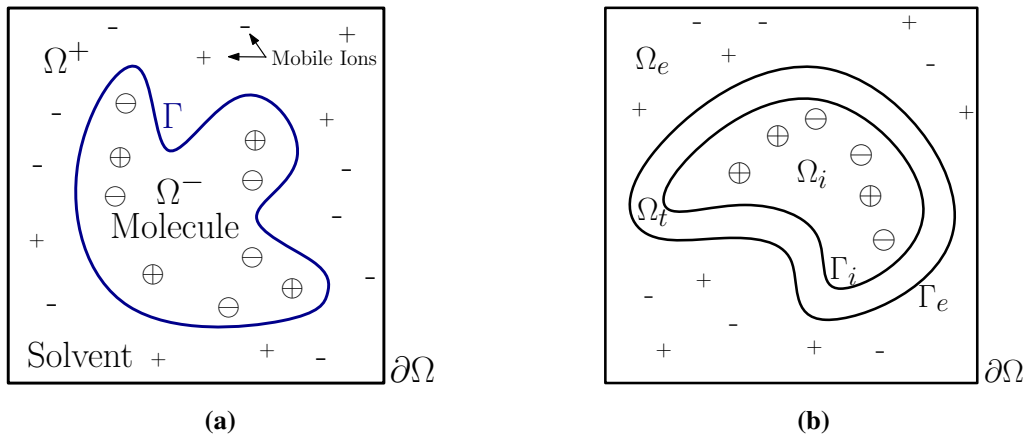 Ω⁺
Mobile Ions
Γ
Ω⁻
Molecule
Solvent
∂Ω
(a)
Ωₑ
Ωᵢ
Ωₜ
Γᵢ
Γₑ
∂Ω
(b)